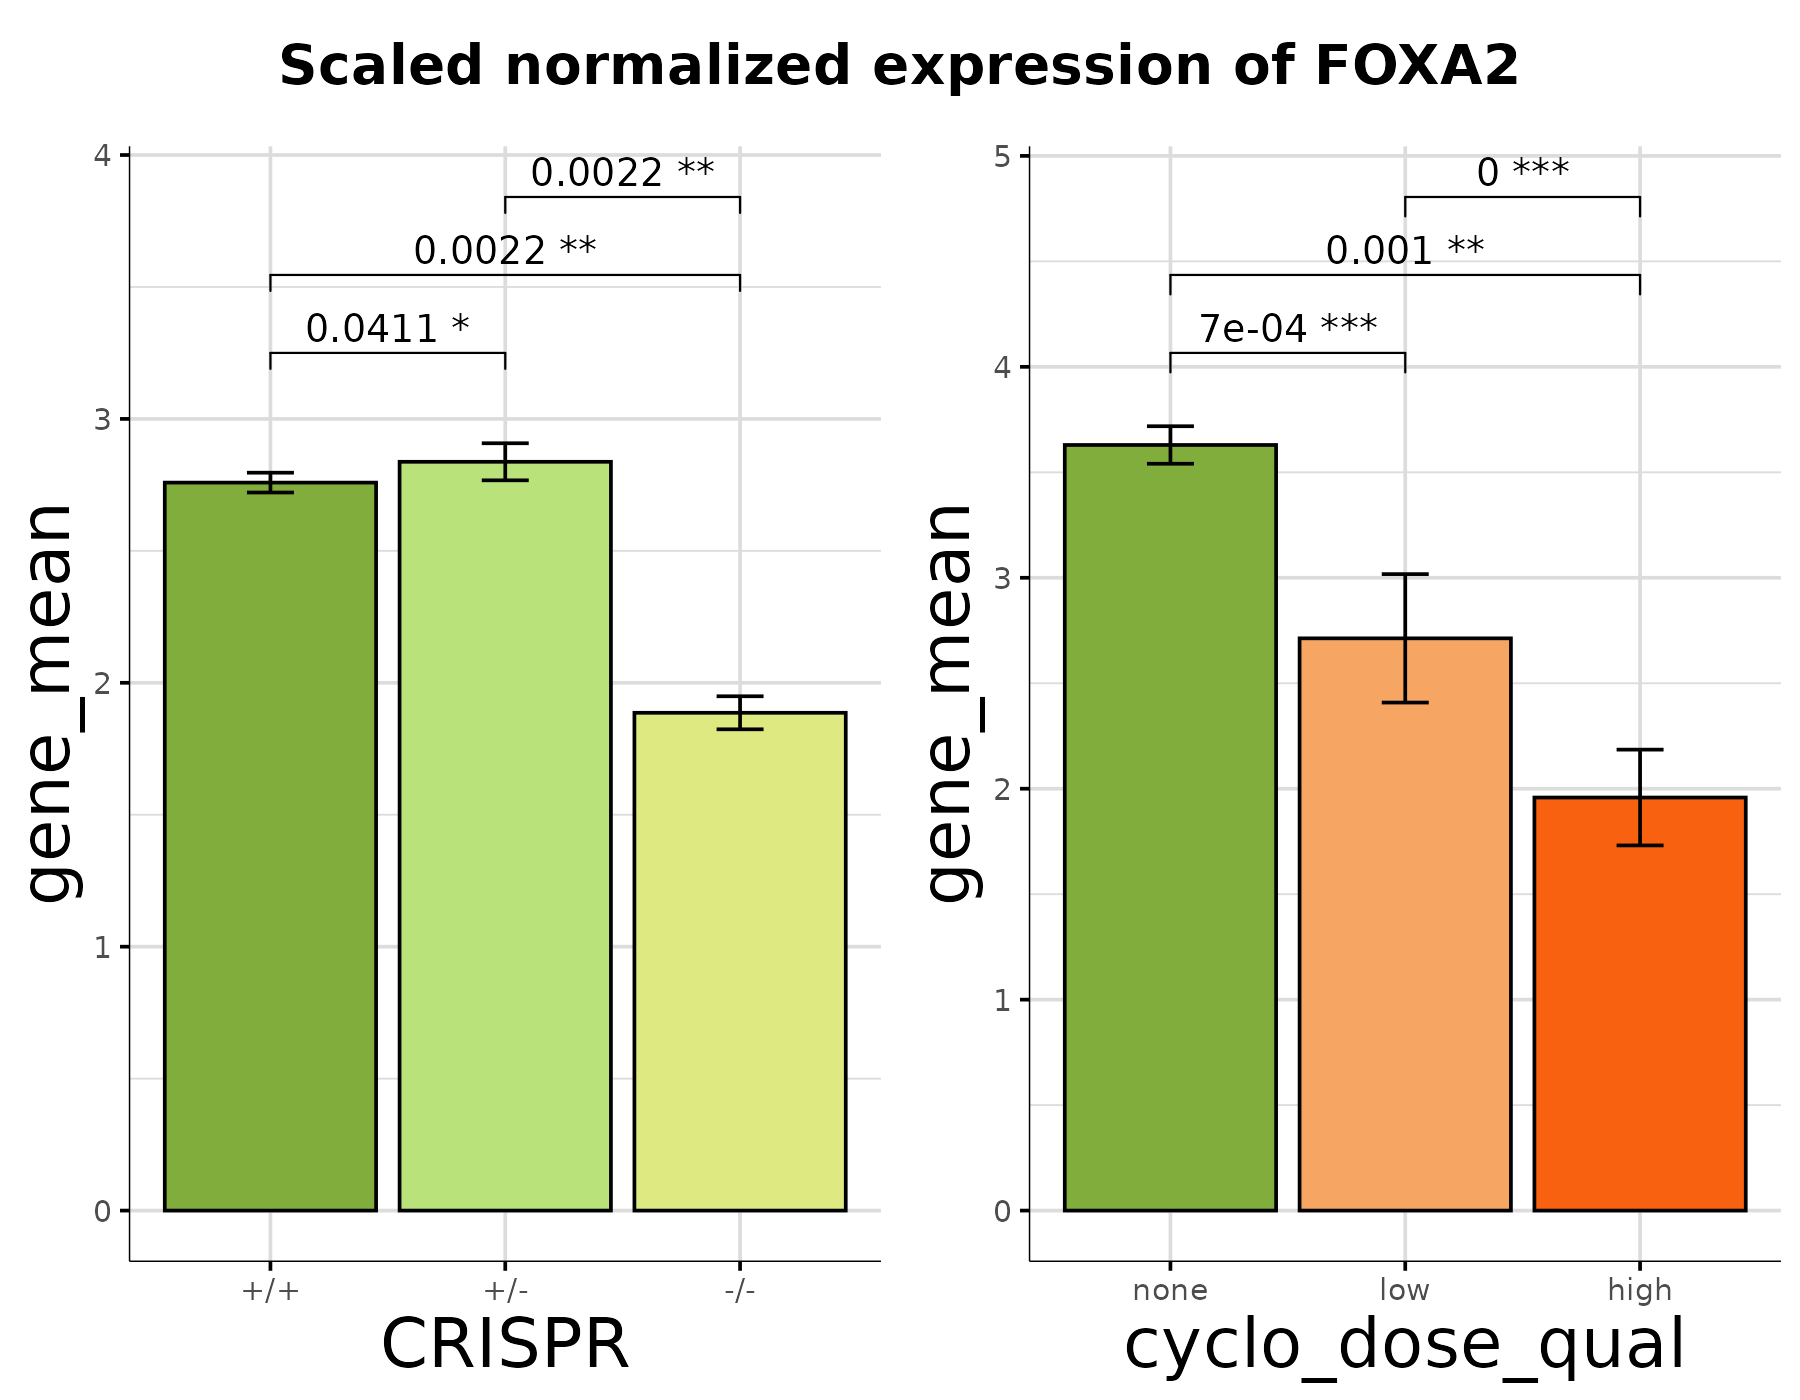 Scaled normalized expression of FOXA2
gene_mean
4
3
2
1
0
0.0022 **
0.0022 **
0.0411 *
+/+ +/- -/-
CRISPR
gene_mean
5
4
3
2
1
0
0 ***
0.001 **
7e-04 ***
none low high
cyclo_dose_qual